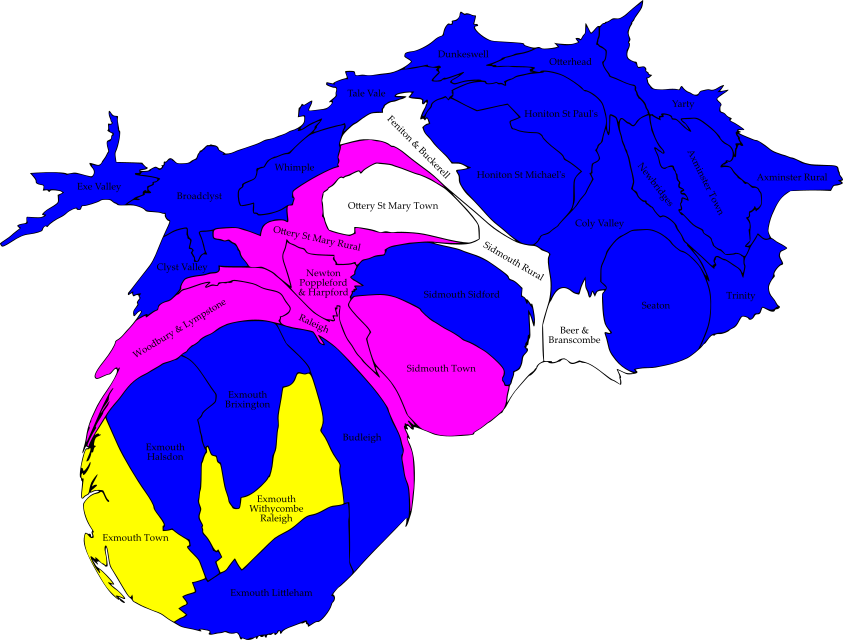 Dunkeswell
Otterhead
Tale Vale
Yarty
Honiton St Paul's
Feniton & Buckerell
Whimple
Exe Valley
Broadclyst
Honiton St Michael's
Newbridges
Axminster Town
Axminster Rural
Ottery St Mary Town
Coly Valley
Ottery St Mary Rural
Sidmouth Rural
Clyst Valley
Newton
Poppleford
& Harpford
Sidmouth Sidford
Trinity
Seaton
Woodbury & Lympstone
Raleigh
Beer &
Branscombe
Sidmouth Town
Exmouth
Brixington
Budleigh
Exmouth
Halsdon
Exmouth
Withycombe
Raleigh
Exmouth Town
Exmouth Littleham